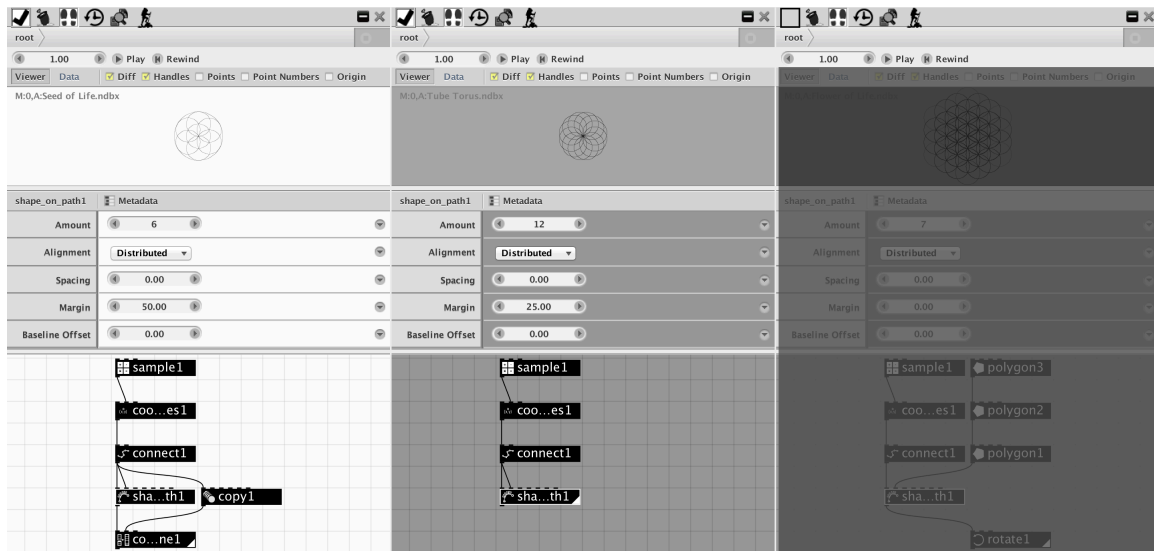 root
1.00 Play Rewind
Viewer Data Diff Handles Points Point Numbers Origin
M:0,A:Seed of Life.ndbx
shape_on_path1 Metadata
Amount 6
Alignment Distributed
Spacing 0.00
Margin 50.00
Baseline Offset 0.00
sample1
coo...es1
connect1
sha...th1 copy1
co...ne1
root
1.00 Play Rewind
Viewer Data Diff Handles Points Point Numbers Origin
M:0,A:Tube Torus.ndbx
shape_on_path1 Metadata
Amount 12
Alignment Distributed
Spacing 0.00
Margin 25.00
Baseline Offset 0.00
sample1
coo...es1
connect1
sha...th1
root
1.00 Play Rewind
Viewer Data Diff Handles Points Point Numbers Origin
shape_on_path1 Metadata
Amount 7
Alignment Distributed
Spacing 0.00
Margin 0.00
Baseline Offset 0.00
sample1 polygon3
coo...es1 polygon2
connect1 polygon1
sha...th1
rotate1